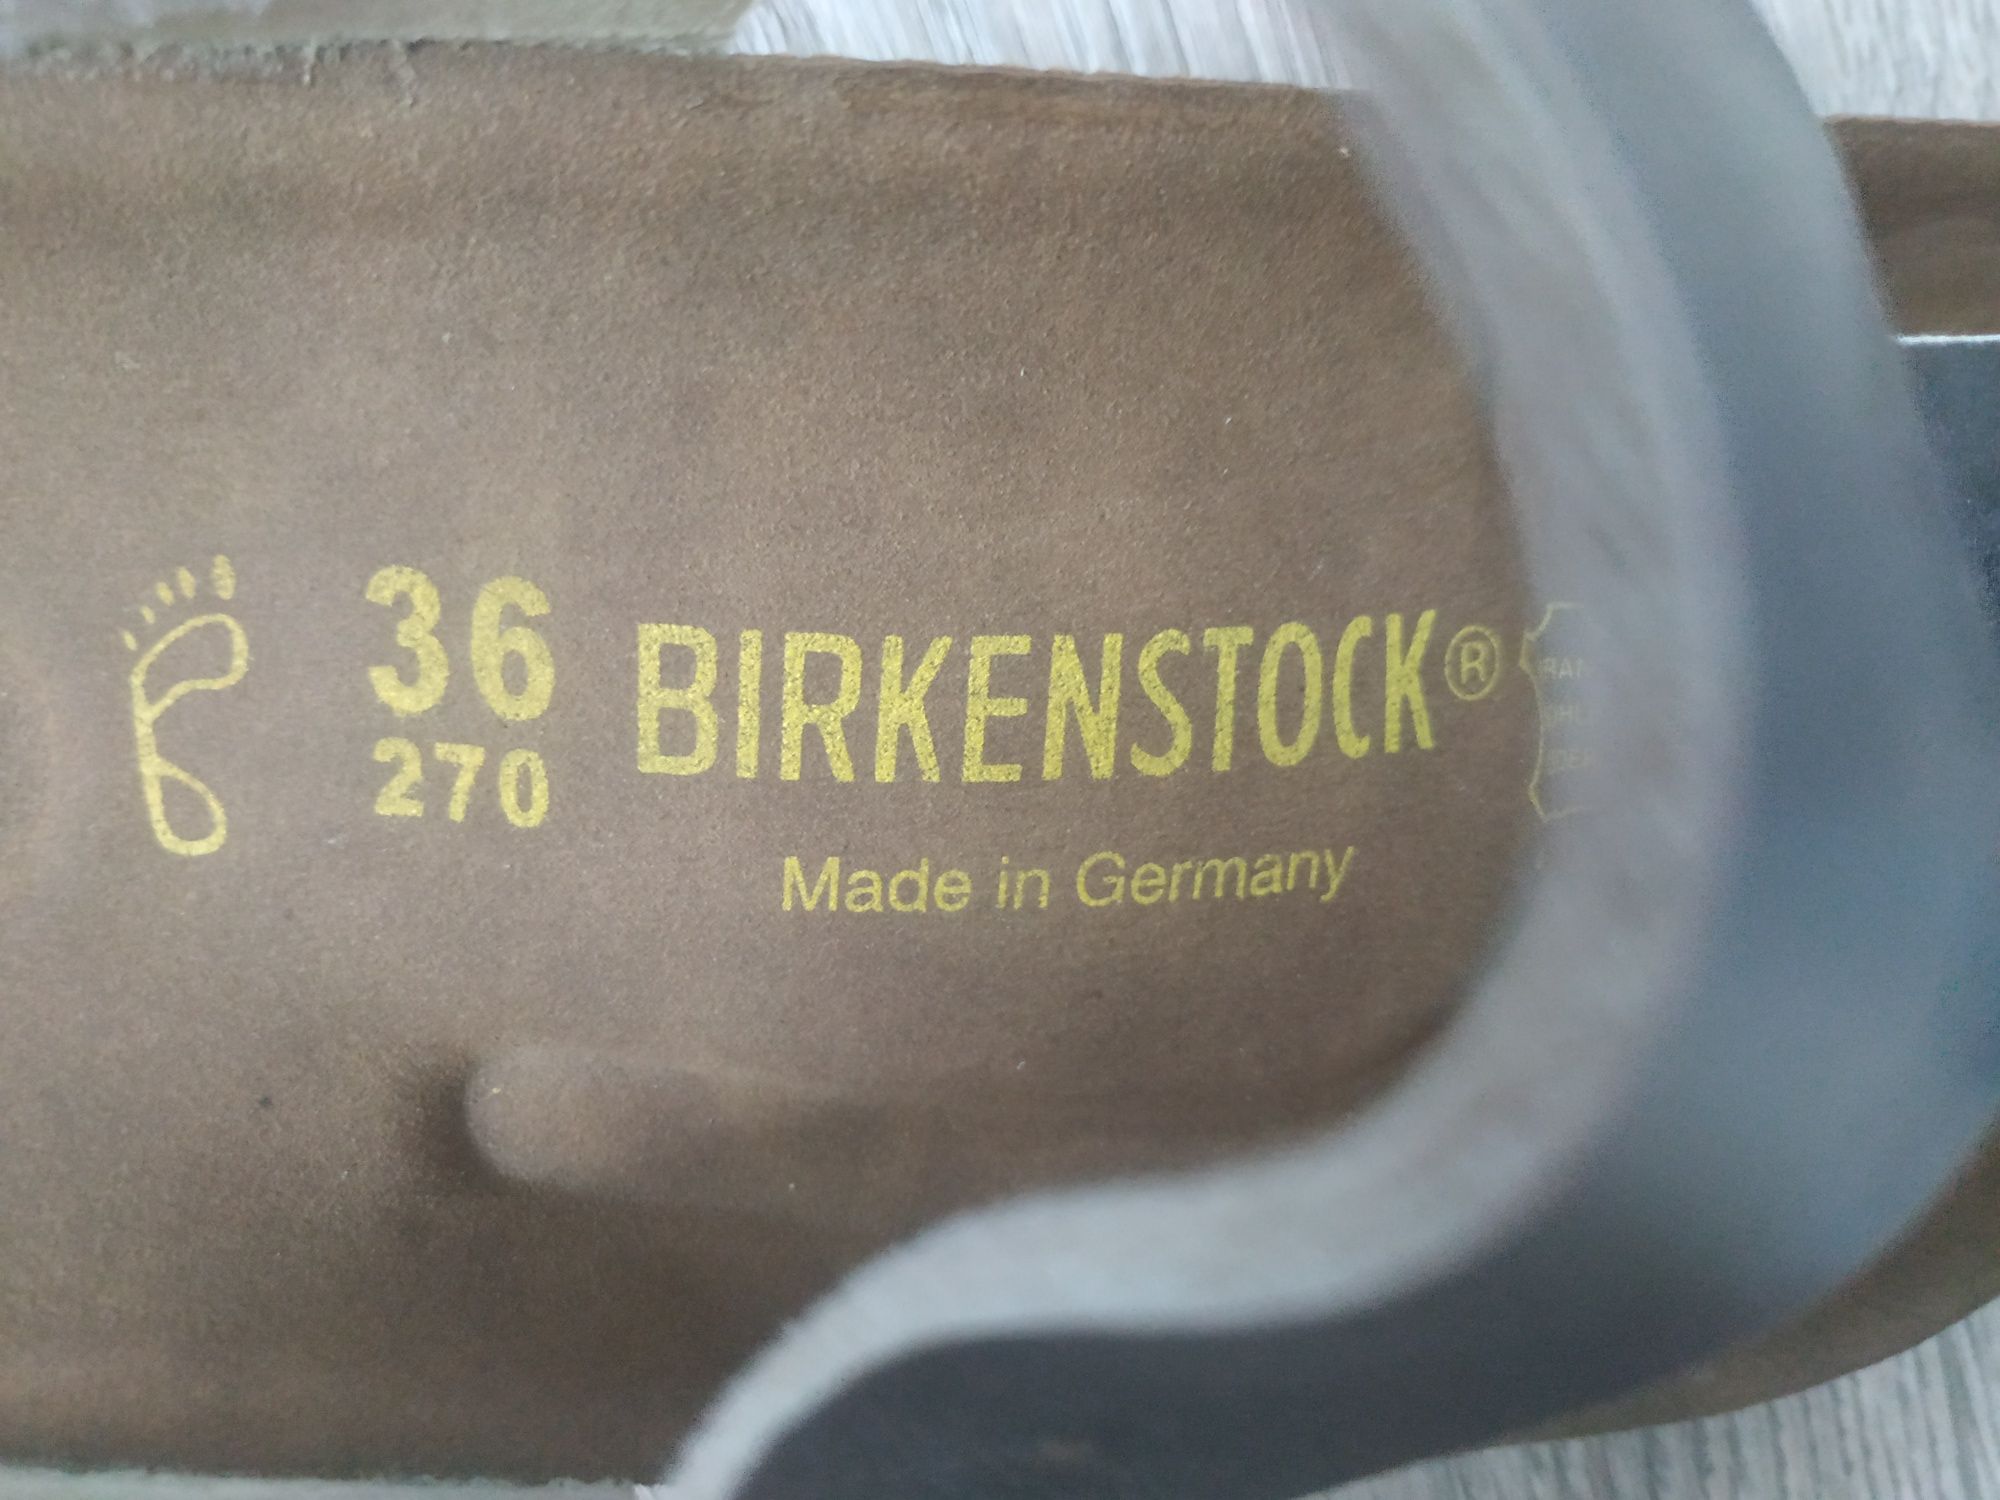 36
270
BIRKENSTOCK®
Made in Germany